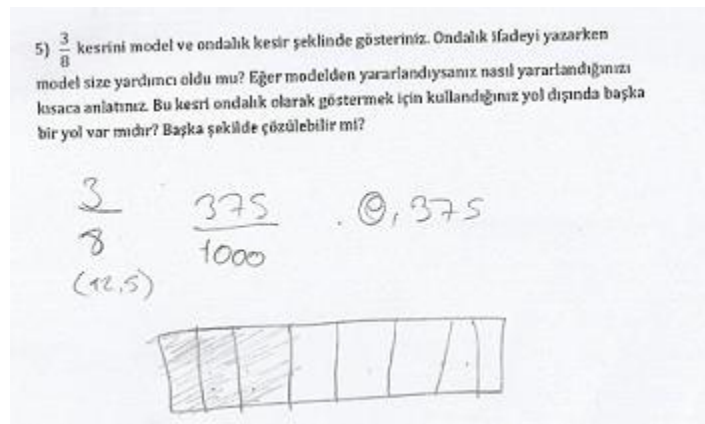 5) 3/8 kesrini model ve ondalık kesir şeklinde gösteriniz. Ondalık ifadeyi yazarken
model size yardımcı oldu mu? Eğer modelden yararlandıysanız nasıl yararlandığınızı
kısaca anlatınız. Bu kesri ondalık olarak göstermek için kullandığınız yol dışında başka
bir yol var mıdır? Başka şekilde çözülebilir mi?
3/8 375/1000 . 0,375
(12,5)